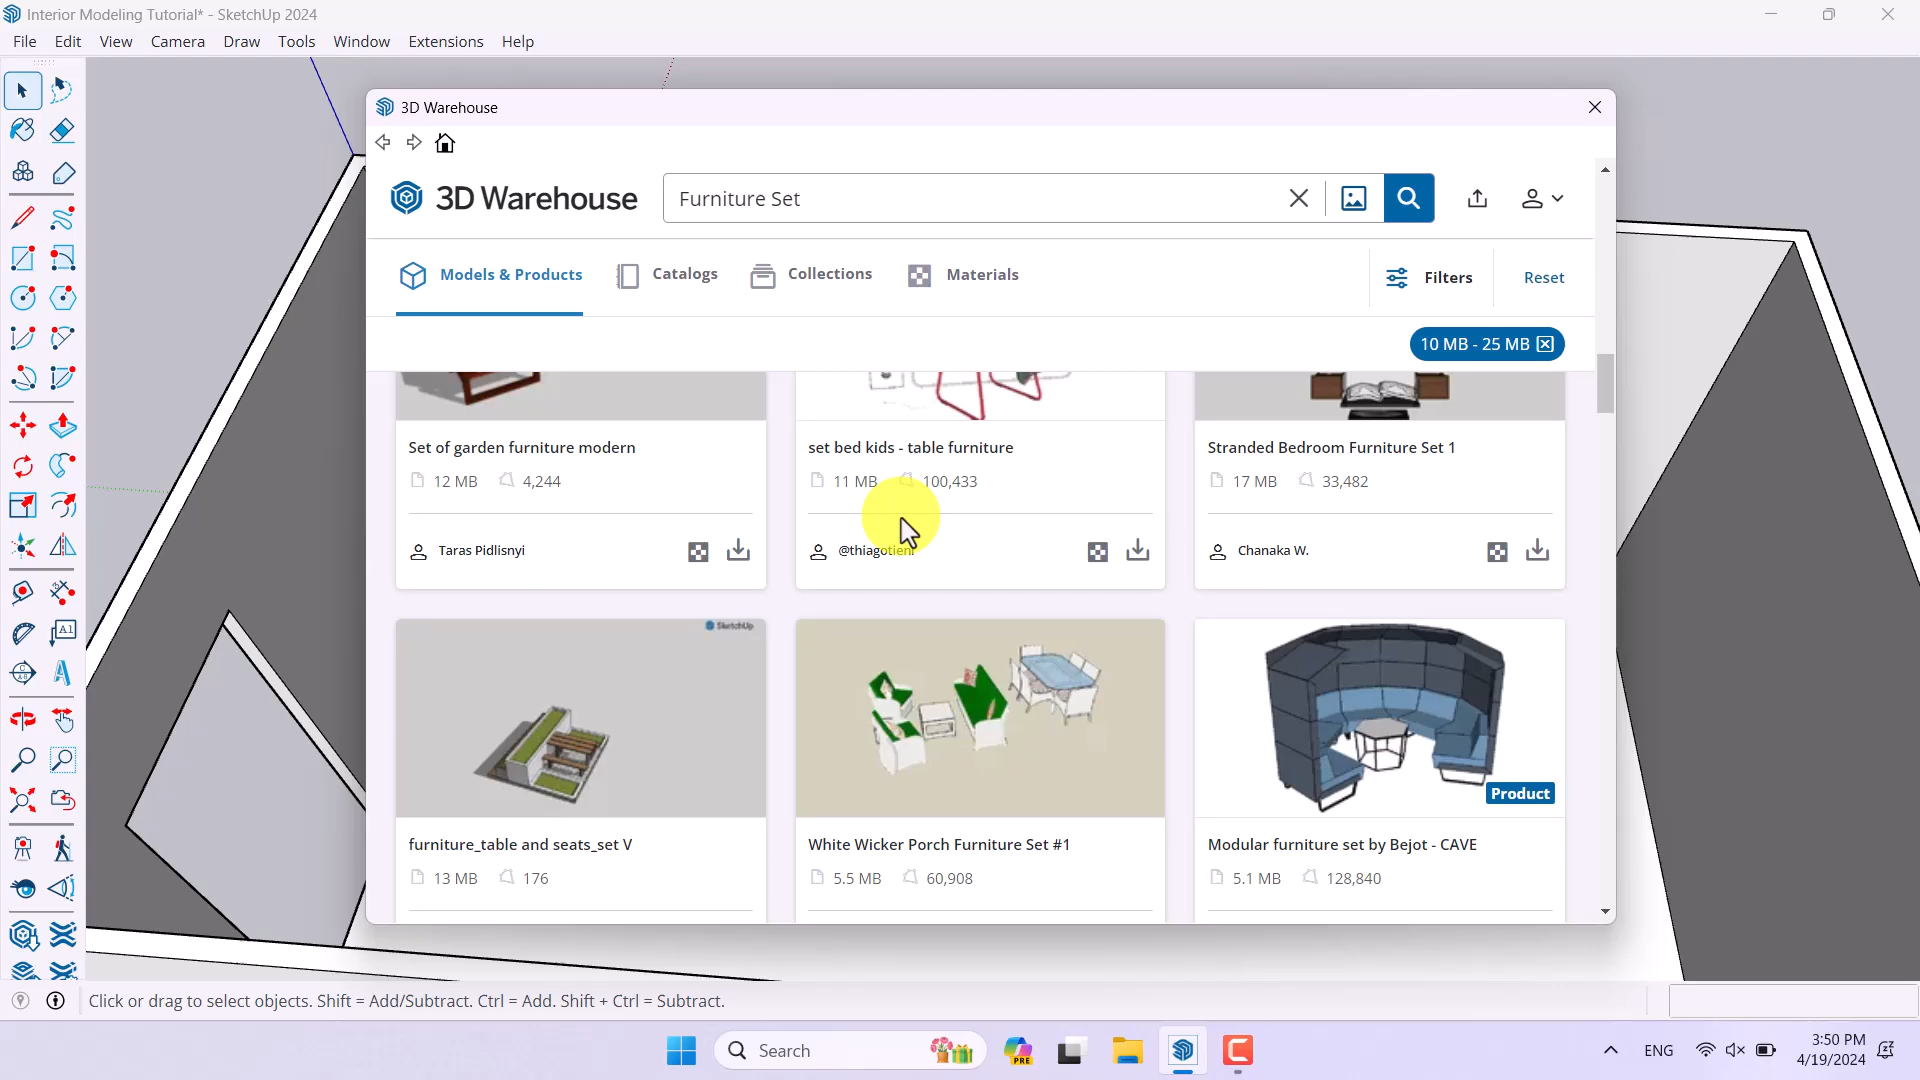 Interior Modeling Tutorial* - SketchUp 2024
File Edit View Camera Draw Tools Window Extensions Help
3D Warehouse
3D Warehouse
Furniture Set
Models & Products
Catalogs
Collections
Materials
Filters
Reset
10 MB - 25 MB
Set of garden furniture modern
12 MB 4,244
Taras Pidlisnyi
set bed kids - table furniture
11 MB 100,433
Stranded Bedroom Furniture Set 1
17 MB 33,482
Chanaka W.
SketchUp
furniture_table and seats_set V
13 MB 176
White Wicker Porch Furniture Set #1
5.5 MB 60,908
Product
Modular furniture set by Bejot - CAVE
5.1 MB 128,840
A1
Click or drag to select objects. Shift = Add/Subtract. Ctrl = Add. Shift + Ctrl = Subtract.
Search
PRE
ENG
3:50 PM
4/19/2024